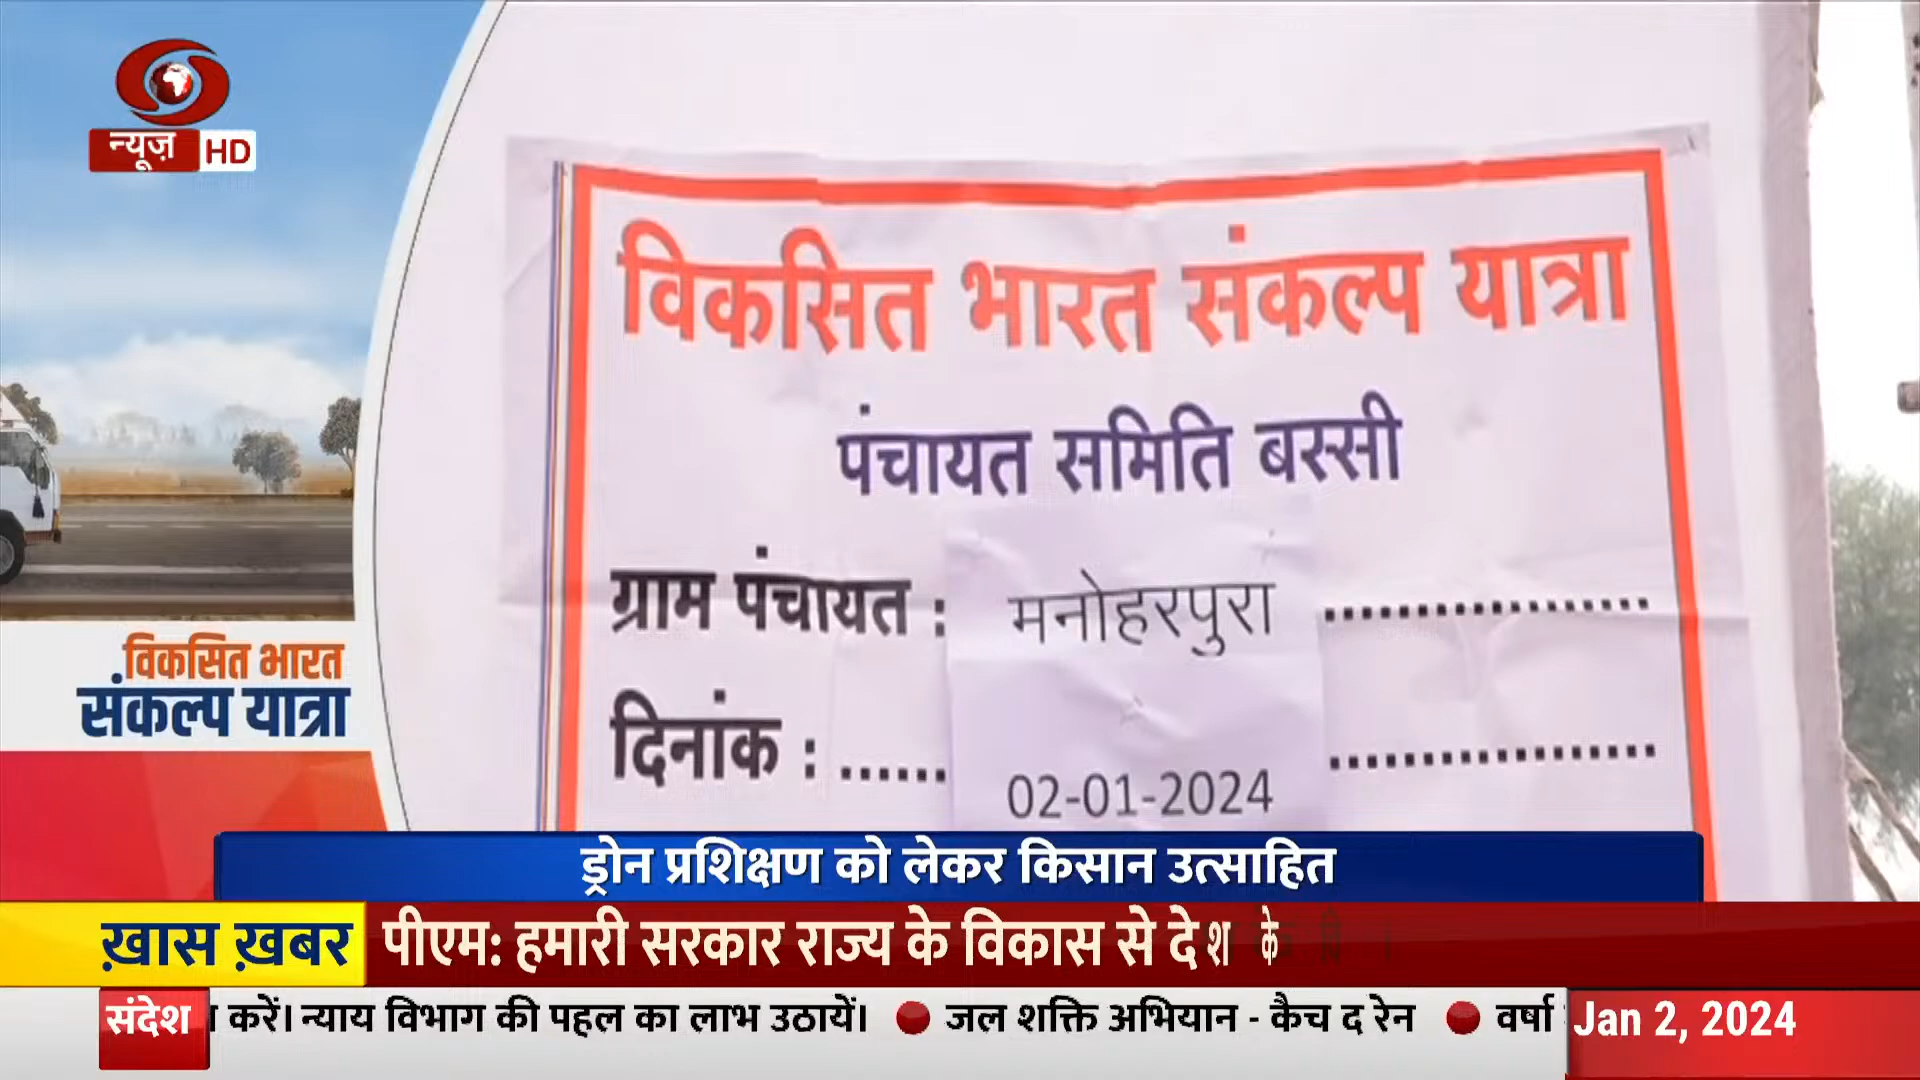 न्यूज़ HD
विकसित भारत संकल्प यात्रा
पंचायत समिति बस्सी
ग्राम पंचायत : मनोहरपुरा ..................
दिनांक : ...... 02-01-2024 ..................
विकसित भारत
संकल्प यात्रा
ड्रोन प्रशिक्षण को लेकर किसान उत्साहित
ख़ास ख़बर पीएम: हमारी सरकार राज्य के विकास से देश के
संदेश करें। न्याय विभाग की पहल का लाभ उठायें। ● जल शक्ति अभियान - कैच द रेन ● वर्षा Jan 2, 2024